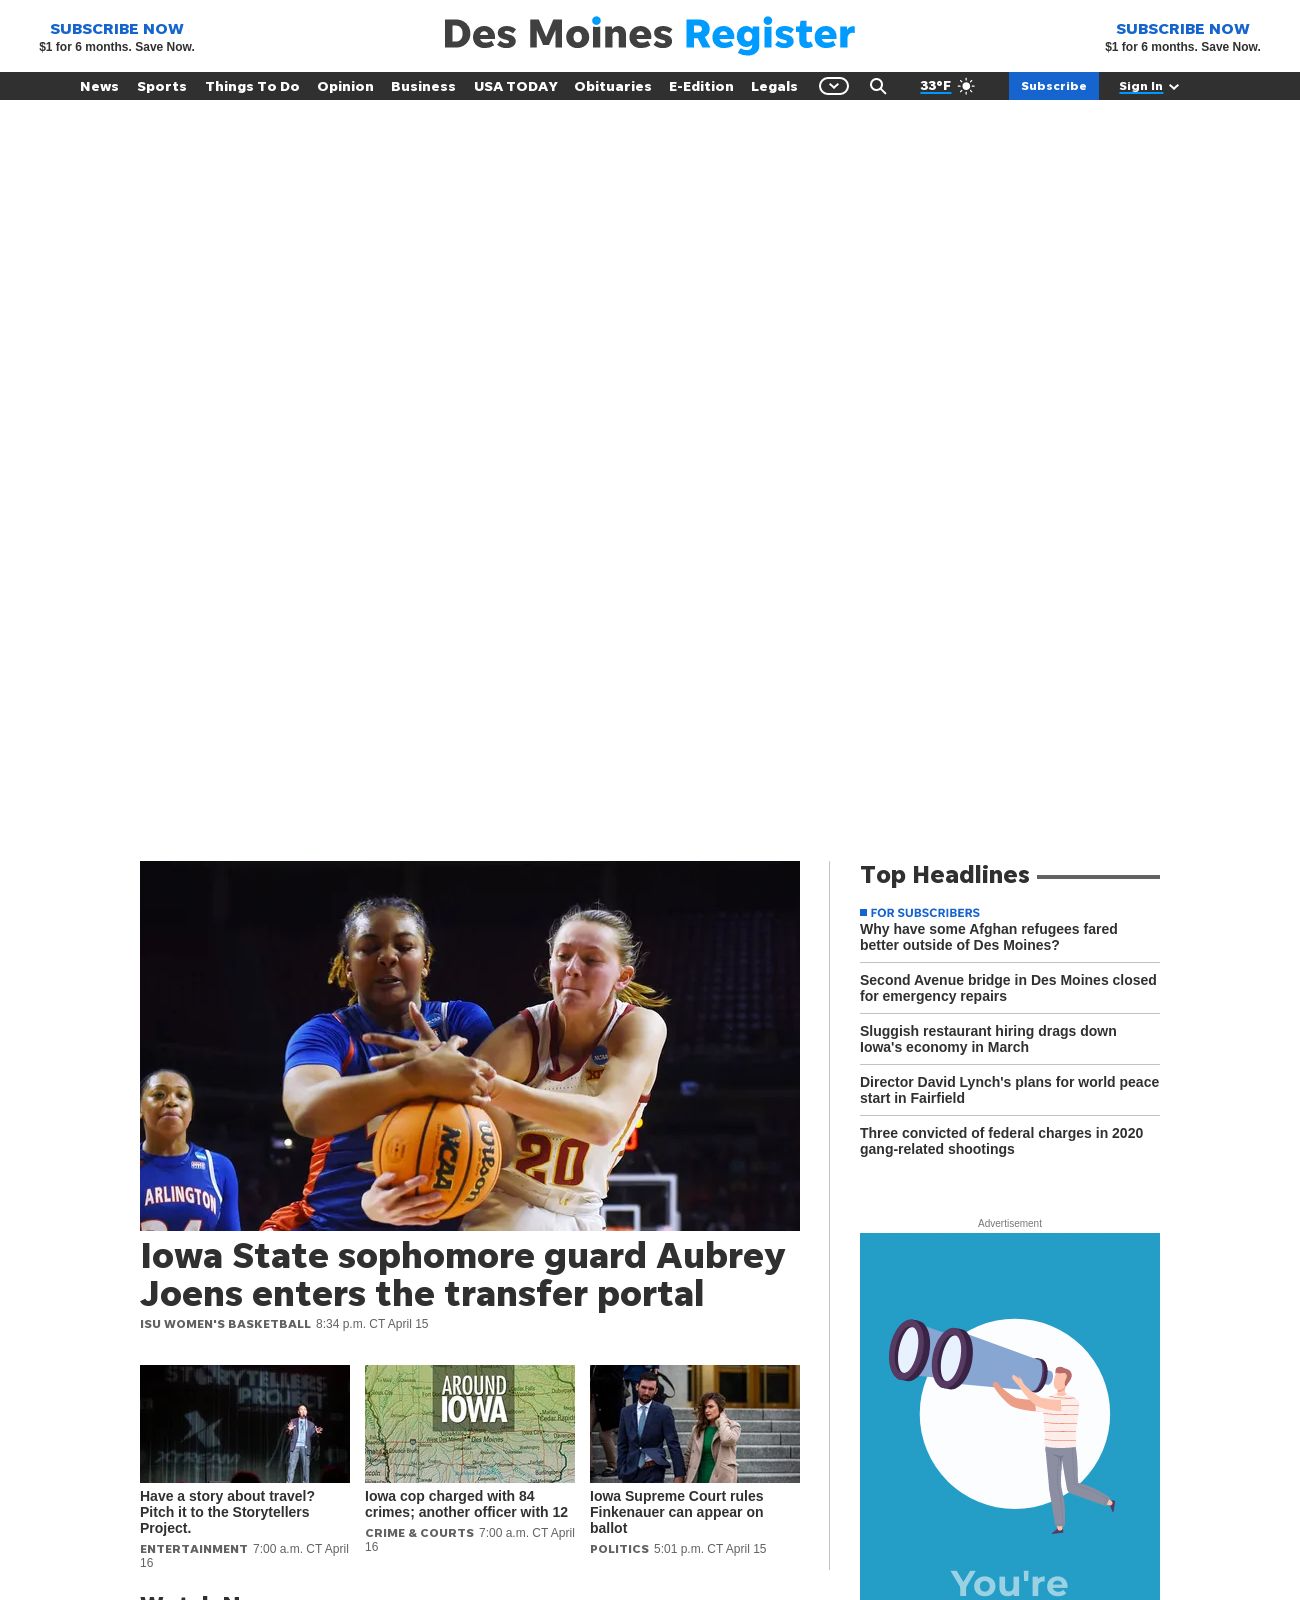 SUBSCRIBE NOW
$1 for 6 months. Save Now.
Des Moines Register
SUBSCRIBE NOW
$1 for 6 months. Save Now.
News Sports Things To Do Opinion Business USA TODAY Obituaries E-Edition Legals 33°F Subscribe Sign In
ARLINGTON
NCAA
Wilson
NCAA
20
Iowa State sophomore guard Aubrey
Joens enters the transfer portal
ISU WOMEN'S BASKETBALL 8:34 p.m. CT April 15
STORYTELLERS
PROJECT
Have a story about travel?
Pitch it to the Storytellers
Project.
ENTERTAINMENT 7:00 a.m. CT April
16
AROUND
IOWA
Des Moines
Iowa cop charged with 84
crimes; another officer with 12
CRIME & COURTS 7:00 a.m. CT April
16
Iowa Supreme Court rules
Finkenauer can appear on
ballot
POLITICS 5:01 p.m. CT April 15
Top Headlines
FOR SUBSCRIBERS
Why have some Afghan refugees fared
better outside of Des Moines?
Second Avenue bridge in Des Moines closed
for emergency repairs
Sluggish restaurant hiring drags down
Iowa's economy in March
Director David Lynch's plans for world peace
start in Fairfield
Three convicted of federal charges in 2020
gang-related shootings
Advertisement
You're